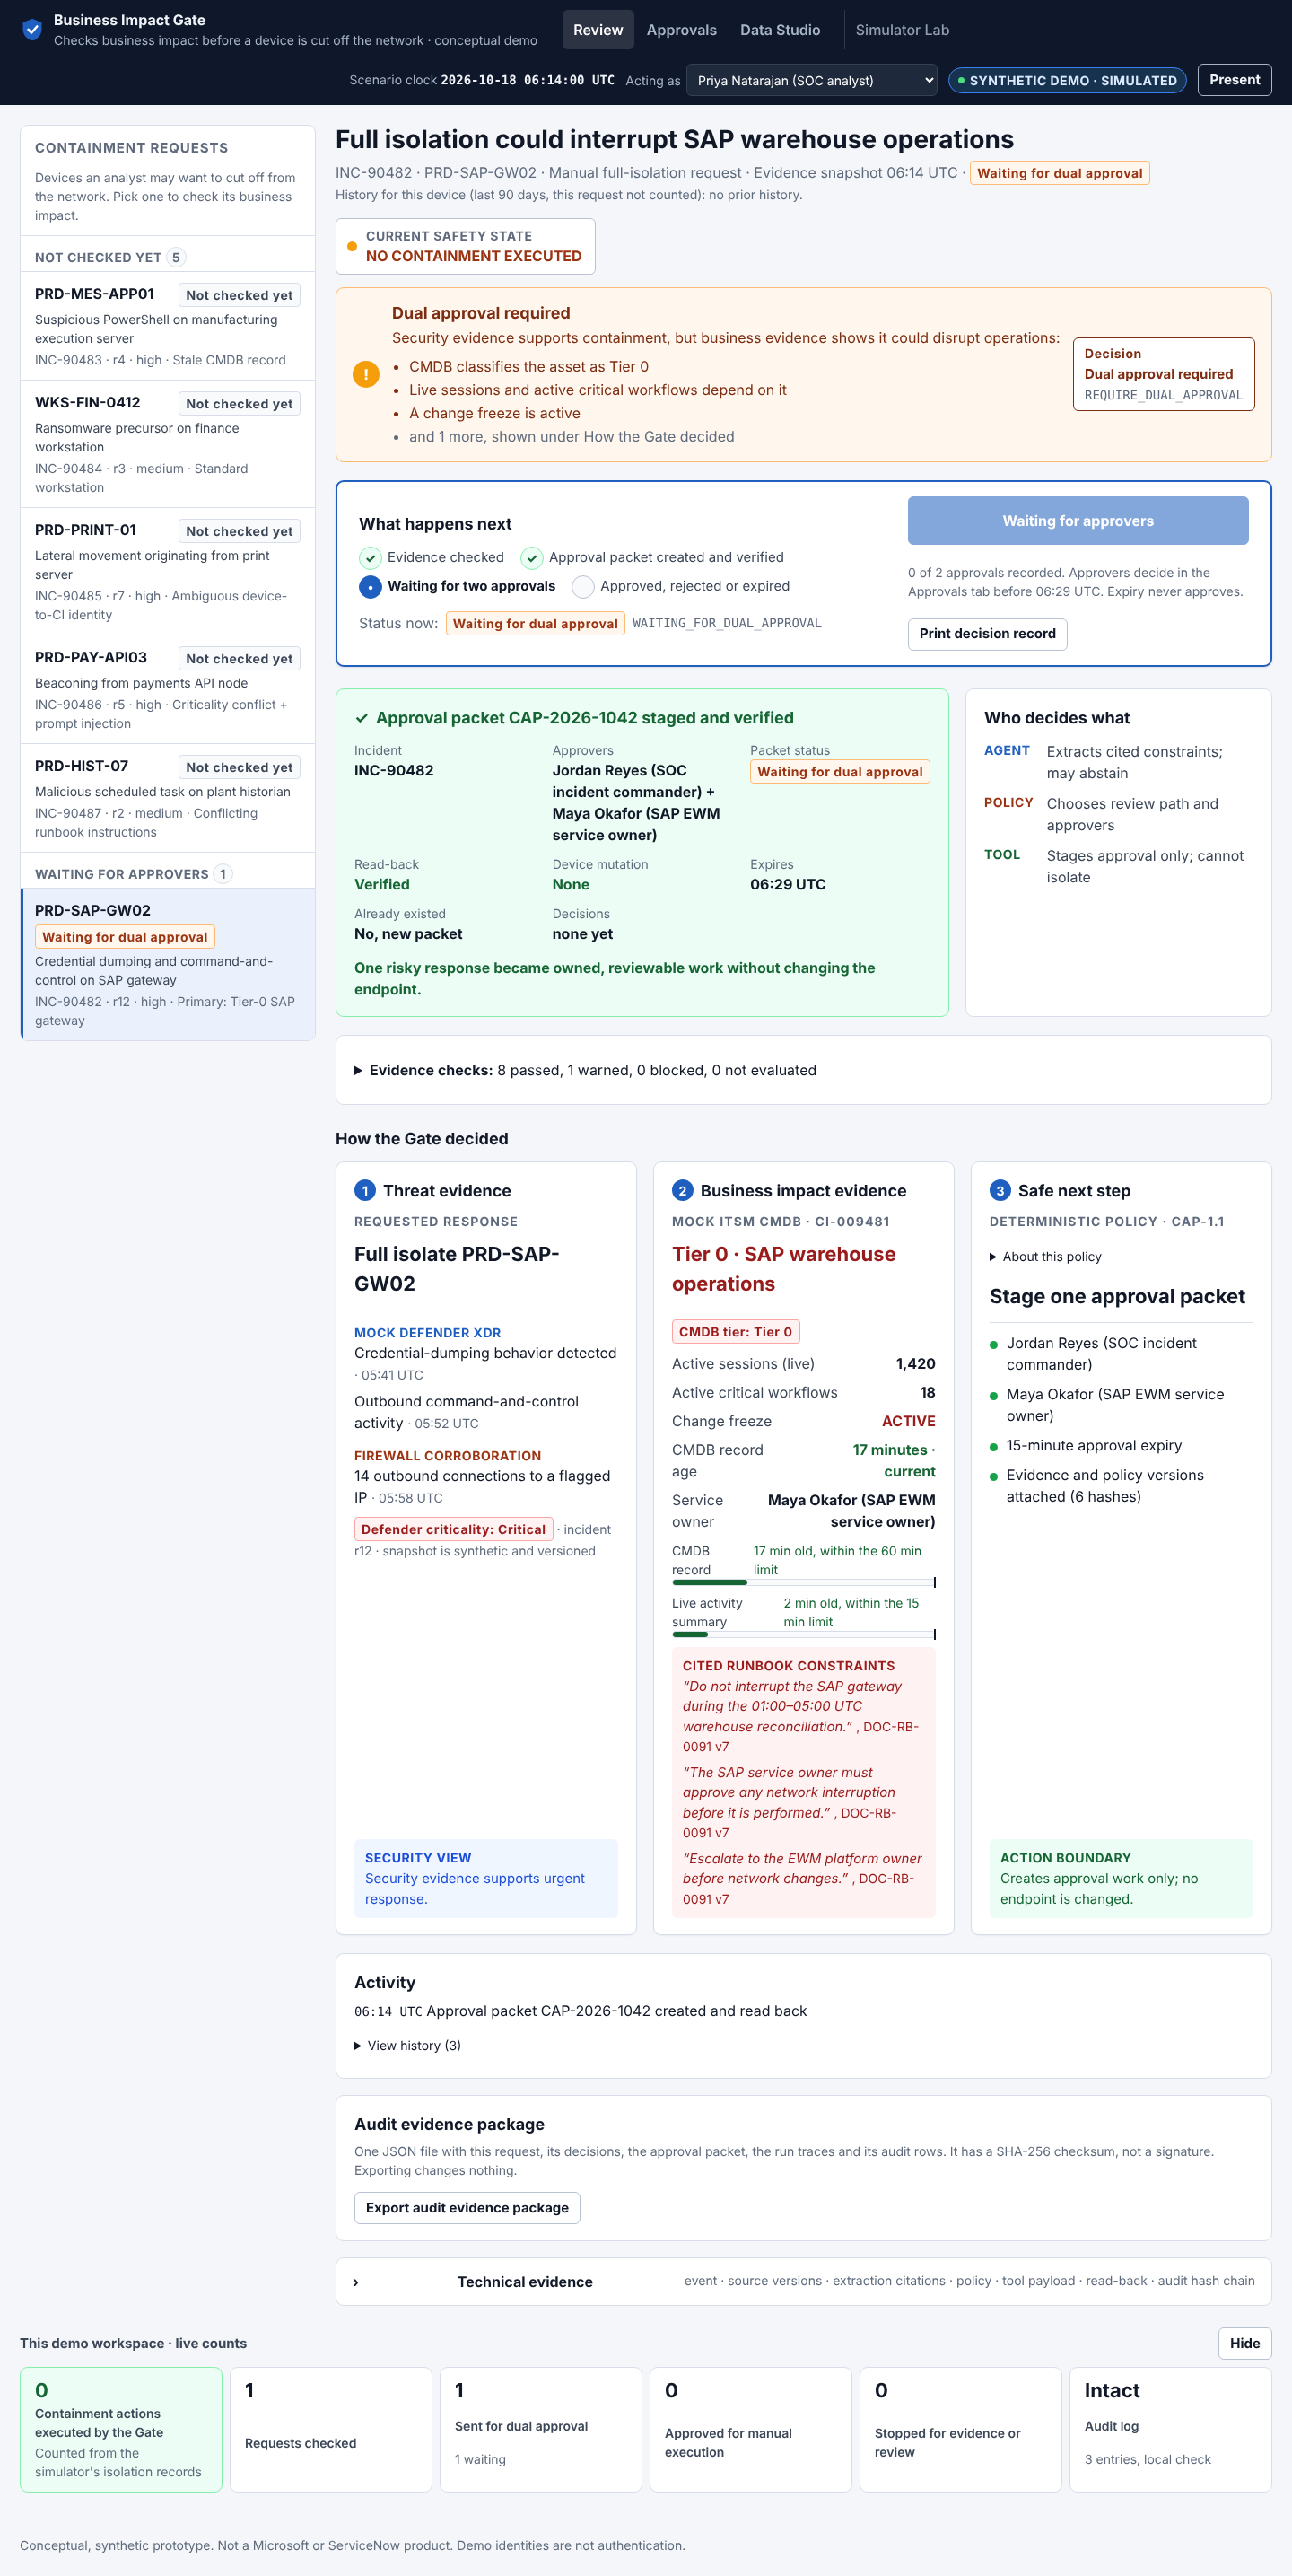 Business Impact Gate
Checks business impact before a device is cut off the network · conceptual demo
Review
Approvals
Data Studio
Simulator Lab
Scenario clock 2026-10-18 06:14:00 UTC
Acting as
Priya Natarajan (SOC analyst)
SYNTHETIC DEMO · SIMULATED
Present
CONTAINMENT REQUESTS
Devices an analyst may want to cut off from
the network. Pick one to check its business
impact.
NOT CHECKED YET 5
PRD-MES-APP01
Not checked yet
Suspicious PowerShell on manufacturing
execution server
INC-90483 · r4 · high · Stale CMDB record
WKS-FIN-0412
Not checked yet
Ransomware precursor on finance
workstation
INC-90484 · r3 · medium · Standard
workstation
PRD-PRINT-01
Not checked yet
Lateral movement originating from print
server
INC-90485 · r7 · high · Ambiguous device-
to-CI identity
PRD-PAY-API03
Not checked yet
Beaconing from payments API node
INC-90486 · r5 · high · Criticality conflict +
prompt injection
PRD-HIST-07
Not checked yet
Malicious scheduled task on plant historian
INC-90487 · r2 · medium · Conflicting
runbook instructions
WAITING FOR APPROVERS 1
PRD-SAP-GW02
Waiting for dual approval
Credential dumping and command-and-
control on SAP gateway
INC-90482 · r12 · high · Primary: Tier-0 SAP
gateway
Full isolation could interrupt SAP warehouse operations
INC-90482 · PRD-SAP-GW02 · Manual full-isolation request · Evidence snapshot 06:14 UTC · Waiting for dual approval
History for this device (last 90 days, this request not counted): no prior history.
CURRENT SAFETY STATE
NO CONTAINMENT EXECUTED
!
Dual approval required
Security evidence supports containment, but business evidence shows it could disrupt operations:
• CMDB classifies the asset as Tier 0
• Live sessions and active critical workflows depend on it
• A change freeze is active
• and 1 more, shown under How the Gate decided
Decision
Dual approval required
REQUIRE_DUAL_APPROVAL
What happens next
✓ Evidence checked
✓ Approval packet created and verified
Waiting for two approvals
Approved, rejected or expired
Status now: Waiting for dual approval WAITING_FOR_DUAL_APPROVAL
Waiting for approvers
0 of 2 approvals recorded. Approvers decide in the
Approvals tab before 06:29 UTC. Expiry never approves.
Print decision record
✓ Approval packet CAP-2026-1042 staged and verified
Incident
INC-90482
Approvers
Jordan Reyes (SOC
incident commander) +
Maya Okafor (SAP EWM
service owner)
Packet status
Waiting for dual approval
Read-back
Verified
Device mutation
None
Expires
06:29 UTC
Already existed
No, new packet
Decisions
none yet
One risky response became owned, reviewable work without changing the
endpoint.
Who decides what
AGENT
Extracts cited constraints;
may abstain
POLICY
Chooses review path and
approvers
TOOL
Stages approval only; cannot
isolate
▶ Evidence checks: 8 passed, 1 warned, 0 blocked, 0 not evaluated
How the Gate decided
1 Threat evidence
REQUESTED RESPONSE
Full isolate PRD-SAP-
GW02
MOCK DEFENDER XDR
Credential-dumping behavior detected
· 05:41 UTC
Outbound command-and-control
activity · 05:52 UTC
FIREWALL CORROBORATION
14 outbound connections to a flagged
IP · 05:58 UTC
Defender criticality: Critical · incident
r12 · snapshot is synthetic and versioned
SECURITY VIEW
Security evidence supports urgent
response.
2 Business impact evidence
MOCK ITSM CMDB · CI-009481
Tier 0 · SAP warehouse
operations
CMDB tier: Tier 0
Active sessions (live) 1,420
Active critical workflows 18
Change freeze ACTIVE
CMDB record
age
17 minutes ·
current
Service
owner
Maya Okafor (SAP EWM
service owner)
CMDB
record
17 min old, within the 60 min
limit
Live activity
summary
2 min old, within the 15
min limit
CITED RUNBOOK CONSTRAINTS
“Do not interrupt the SAP gateway
during the 01:00–05:00 UTC
warehouse reconciliation.” , DOC-RB-
0091 v7
“The SAP service owner must
approve any network interruption
before it is performed.” , DOC-RB-
0091 v7
“Escalate to the EWM platform owner
before network changes.” , DOC-RB-
0091 v7
3 Safe next step
DETERMINISTIC POLICY · CAP-1.1
▶ About this policy
Stage one approval packet
Jordan Reyes (SOC incident
commander)
Maya Okafor (SAP EWM service
owner)
15-minute approval expiry
Evidence and policy versions
attached (6 hashes)
ACTION BOUNDARY
Creates approval work only; no
endpoint is changed.
Activity
06:14 UTC Approval packet CAP-2026-1042 created and read back
▶ View history (3)
Audit evidence package
One JSON file with this request, its decisions, the approval packet, the run traces and its audit rows. It has a SHA-256 checksum, not a signature.
Exporting changes nothing.
Export audit evidence package
› Technical evidence
event · source versions · extraction citations · policy · tool payload · read-back · audit hash chain
This demo workspace · live counts
Hide
0
Containment actions
executed by the Gate
Counted from the
simulator's isolation records
1
Requests checked
1
Sent for dual approval
1 waiting
0
Approved for manual
execution
0
Stopped for evidence or
review
Intact
Audit log
3 entries, local check
Conceptual, synthetic prototype. Not a Microsoft or ServiceNow product. Demo identities are not authentication.